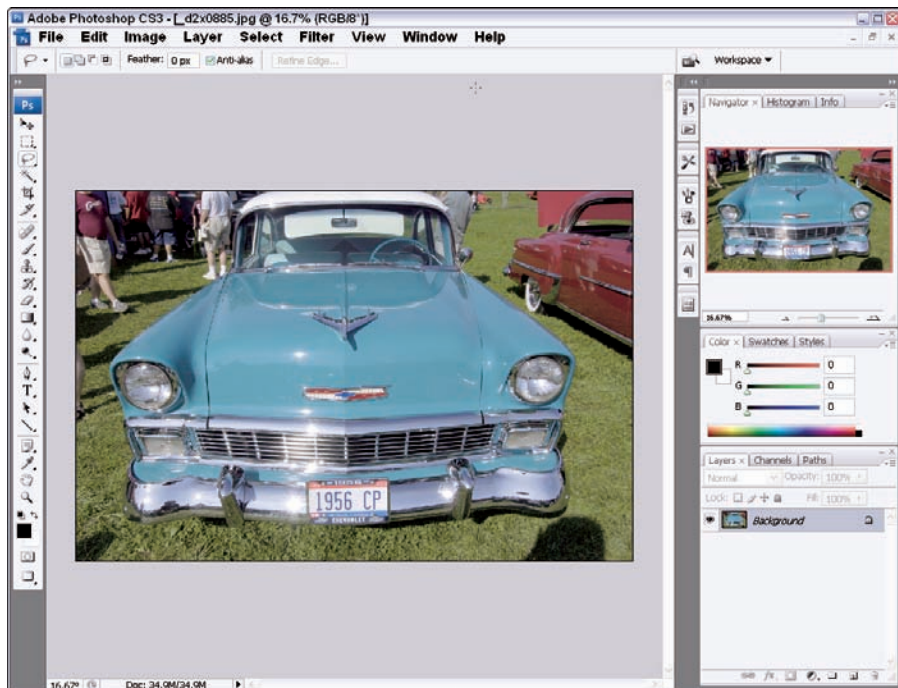 Adobe Photoshop CS3 - [_d2x0885.jpg @ 16.7% (RGB/8*)]
File Edit Image Layer Select Filter View Window Help
Feather: 0 px Anti-alias Refine Edge... Workspace
Ps
Navigator × Histogram Info
16.67%
Color × Swatches Styles
R 0
G 0
B 0
Layers × Channels Paths
Normal Opacity: 100%
Lock: Fill: 100%
Background
1956 CP
CHEVROLET
16.67% Doc: 34.9M/34.9M